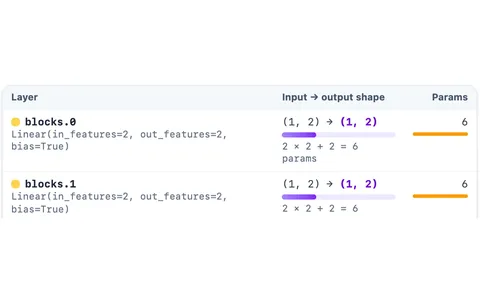 Layer Input → output shape Params
blocks.0 (1, 2) → (1, 2) 6
Linear(in_features=2, out_features=2,
bias=True)
2 × 2 + 2 = 6
params
blocks.1 (1, 2) → (1, 2) 6
Linear(in_features=2, out_features=2,
bias=True)
2 × 2 + 2 = 6